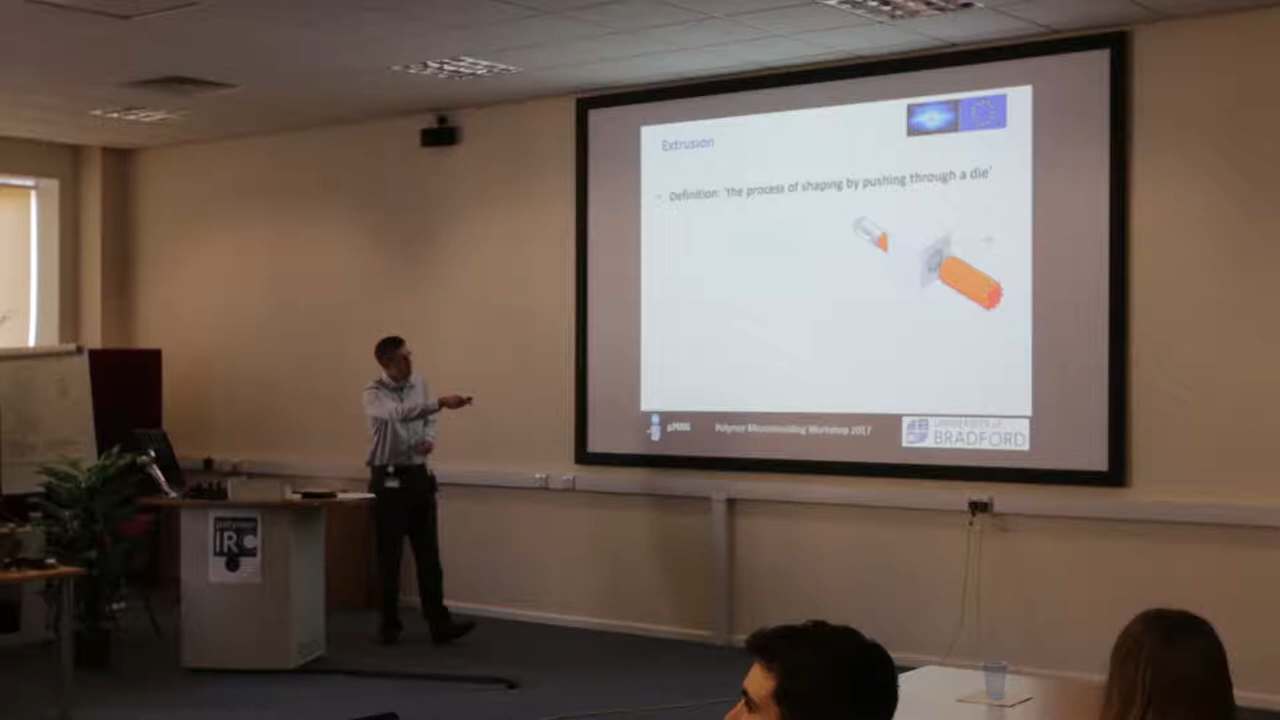 Extrusion
- Definition: 'the process of shaping by pushing through a die'
Polymer Micromoulding Workshop 2017
UNIVERSITY OF
BRADFORD
IRC